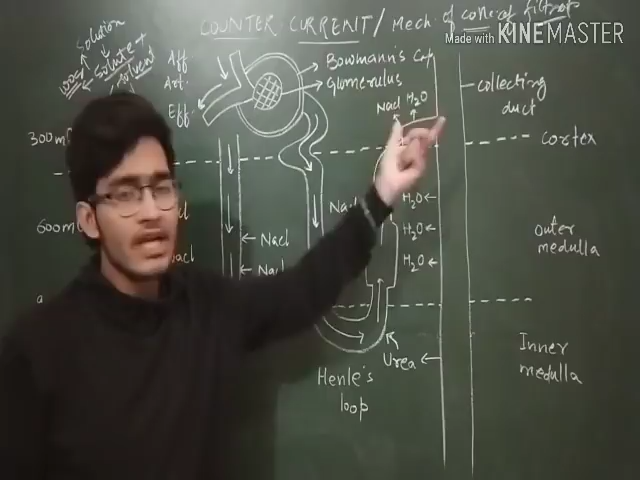 COUNTER CURRENT / Mech. of conc. of filtrate
Made with KINEMASTER
Solution
Solute +
Solvent
Aff
Art.
Eff.
Bowmann's Cap
Glomerulus
Nacl H2O
collecting
duct
300m
Cortex
600m
Nacl
Nacl
H2O
H2O
H2O
outer
medulla
Urea
Henle's
loop
Inner
medulla